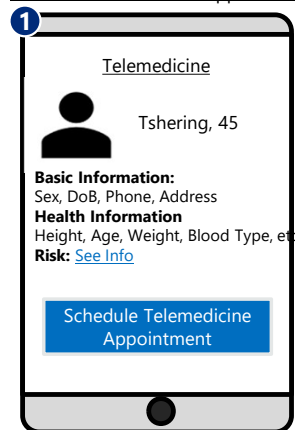 1
Telemedicine
Tshering, 45
Basic Information:
Sex, DoB, Phone, Address
Health Information
Height, Age, Weight, Blood Type, etc
Risk: See Info
Schedule Telemedicine
Appointment